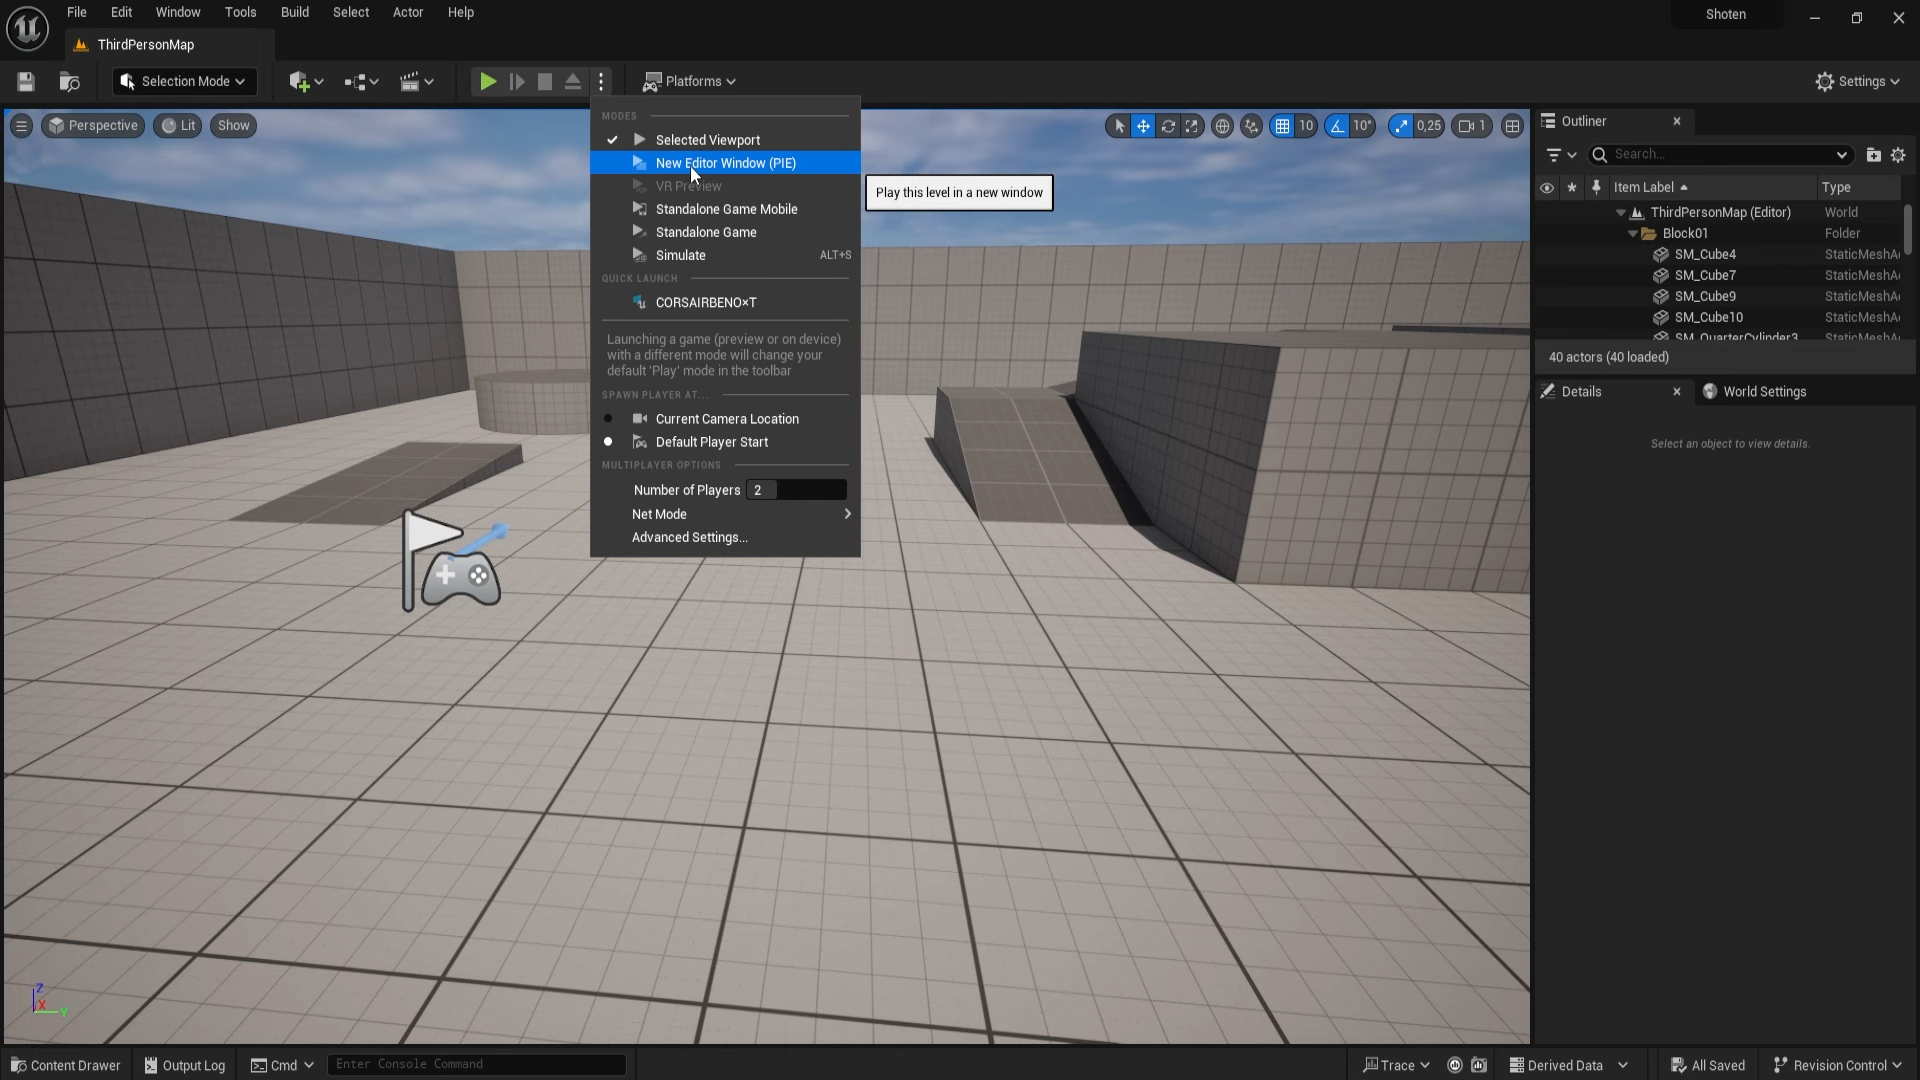 File Edit Window Tools Build Select Actor Help
Shoten
ThirdPersonMap
Selection Mode
Platforms
Settings
Perspective
Lit
Show
10
10°
0,25
1
MODES
Selected Viewport
New Editor Window (PIE)
VR Preview
Standalone Game Mobile
Standalone Game
Simulate ALT+S
QUICK LAUNCH
CORSAIRBENO×T
Launching a game (preview or on device)
with a different mode will change your
default 'Play' mode in the toolbar
SPAWN PLAYER AT...
Current Camera Location
Default Player Start
MULTIPLAYER OPTIONS
Number of Players 2
Net Mode
Advanced Settings...
Play this level in a new window
Outliner
Search...
Item Label Type
ThirdPersonMap (Editor) World
Block01 Folder
SM_Cube4 StaticMeshA
SM_Cube7 StaticMeshA
SM_Cube9 StaticMeshA
SM_Cube10 StaticMeshA
SM_QuarterCylinder3 StaticMeshA
40 actors (40 loaded)
Details
World Settings
Select an object to view details.
Z
X
Y
Content Drawer
Output Log
Cmd
Enter Console Command
Trace
Derived Data
All Saved
Revision Control